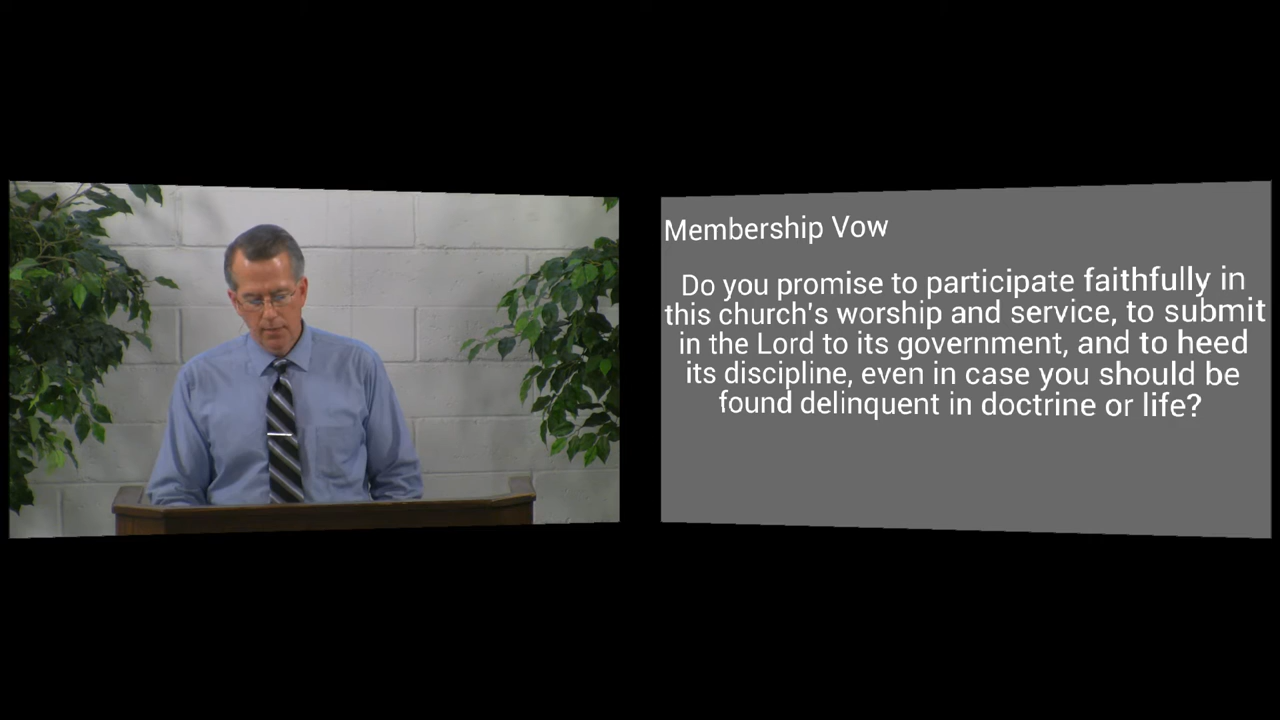 Membership Vow
Do you promise to participate faithfully in
this church's worship and service, to submit
in the Lord to its government, and to heed
its discipline, even in case you should be
found delinquent in doctrine or life?